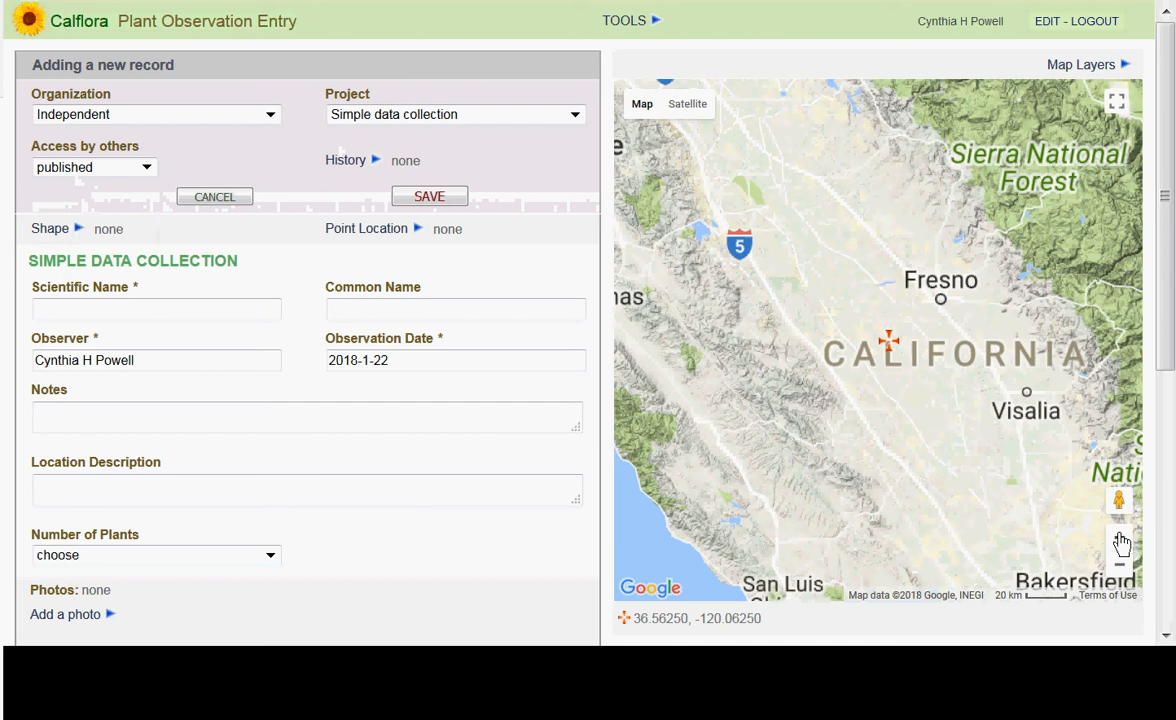 Calflora Plant Observation Entry
TOOLS
Cynthia H Powell
EDIT - LOGOUT
Adding a new record
Organization
Independent
Project
Simple data collection
Access by others
published
History none
CANCEL
SAVE
Shape none
Point Location none
SIMPLE DATA COLLECTION
Scientific Name *
Common Name
Observer *
Cynthia H Powell
Observation Date *
2018-1-22
Notes
Location Description
Number of Plants
choose
Photos: none
Add a photo
Map Layers
Map Satellite
Sierra National
Forest
5
Fresno
CALIFORNIA
Visalia
Nati
San Luis
Bakersfield
Google
Map data ©2018 Google, INEGI
20 km
Terms of Use
36.56250, -120.06250